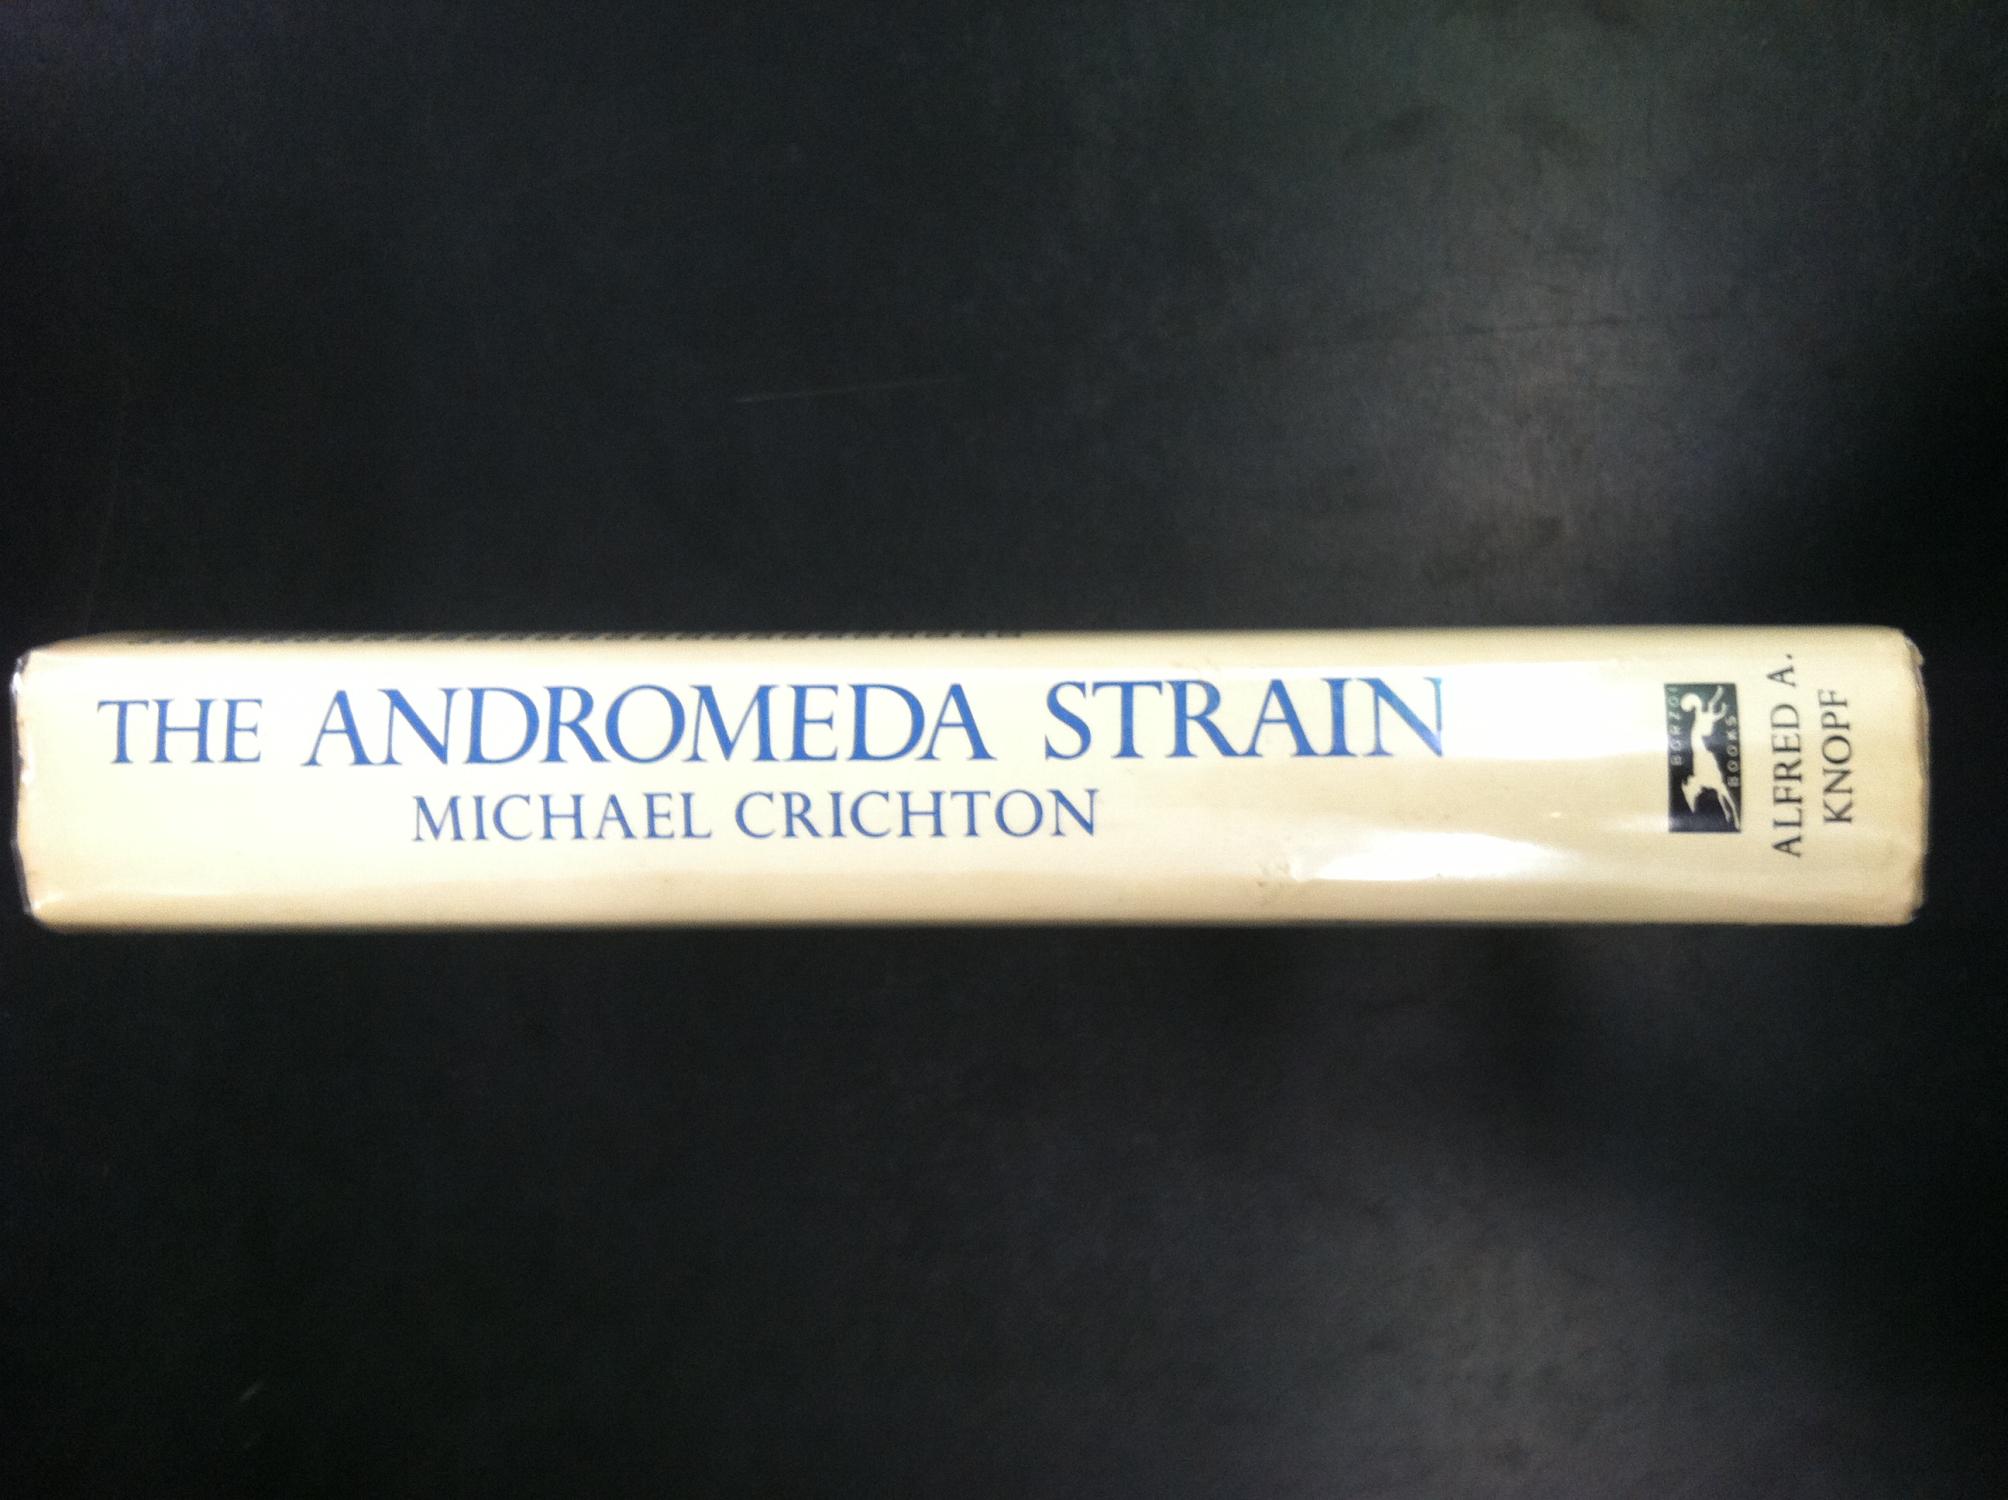 THE ANDROMEDA STRAIN
MICHAEL CRICHTON
BORZOI
BOOKS
ALFRED A.
KNOPF